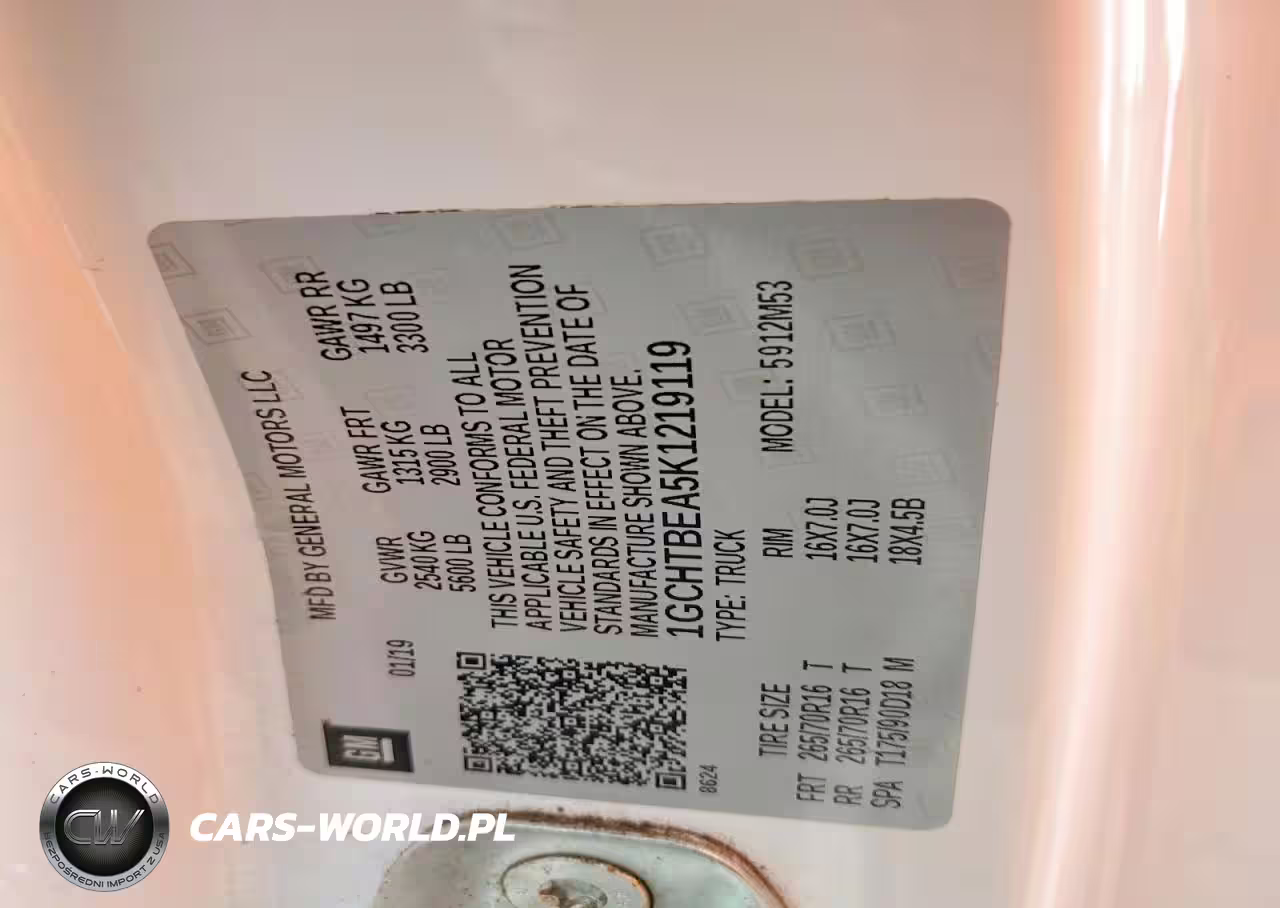 MFD BY GENERAL MOTORS LLC
GM
01/19 GVWR GAWR FRT GAWR RR
2540 KG 1315 KG 1497 KG
5600 LB 2900 LB 3300 LB
THIS VEHICLE CONFORMS TO ALL
APPLICABLE U.S. FEDERAL MOTOR
VEHICLE SAFETY AND THEFT PREVENTION
STANDARDS IN EFFECT ON THE DATE OF
MANUFACTURE SHOWN ABOVE.
1GCHTBEA5K1219119
8624 TYPE: TRUCK
TIRE SIZE RIM MODEL: 5912M53
FRT 265/70R16 T 16X7.0J
RR 265/70R16 T 16X7.0J
SPA T175/90D18 M 18X4.5B
CARS-WORLD
CW
BEZPOŚREDNI IMPORT Z USA
CARS-WORLD.PL